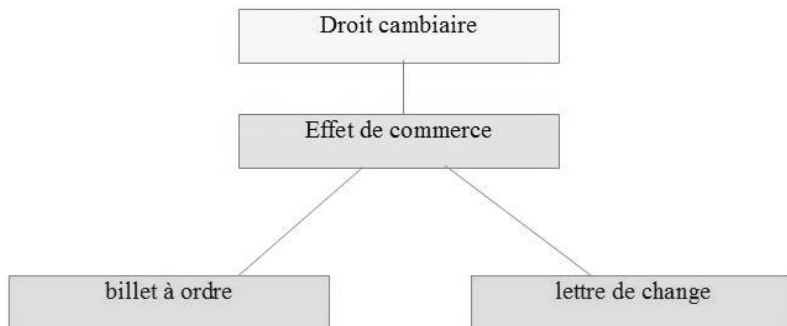 Droit cambiaire
Effet de commerce
billet à ordre
lettre de change